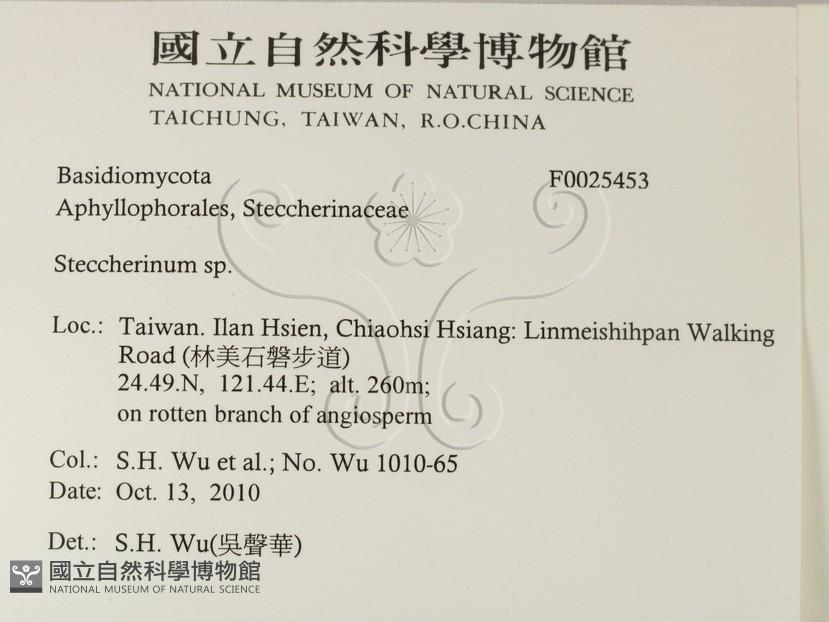 國立自然科學博物館
NATIONAL MUSEUM OF NATURAL SCIENCE
TAICHUNG, TAIWAN, R.O.CHINA
Basidiomycota F0025453
Aphyllophorales, Steccherinaceae
Steccherinum sp.
Loc.: Taiwan. Ilan Hsien, Chiaohsi Hsiang: Linmeishihpan Walking
Road (林美石磐步道)
24.49.N, 121.44.E; alt. 260m;
on rotten branch of angiosperm
Col.: S.H. Wu et al.; No. Wu 1010-65
Date: Oct. 13, 2010
Det.: S.H. Wu(吳聲華)
國立自然科學博物館
NATIONAL MUSEUM OF NATURAL SCIENCE